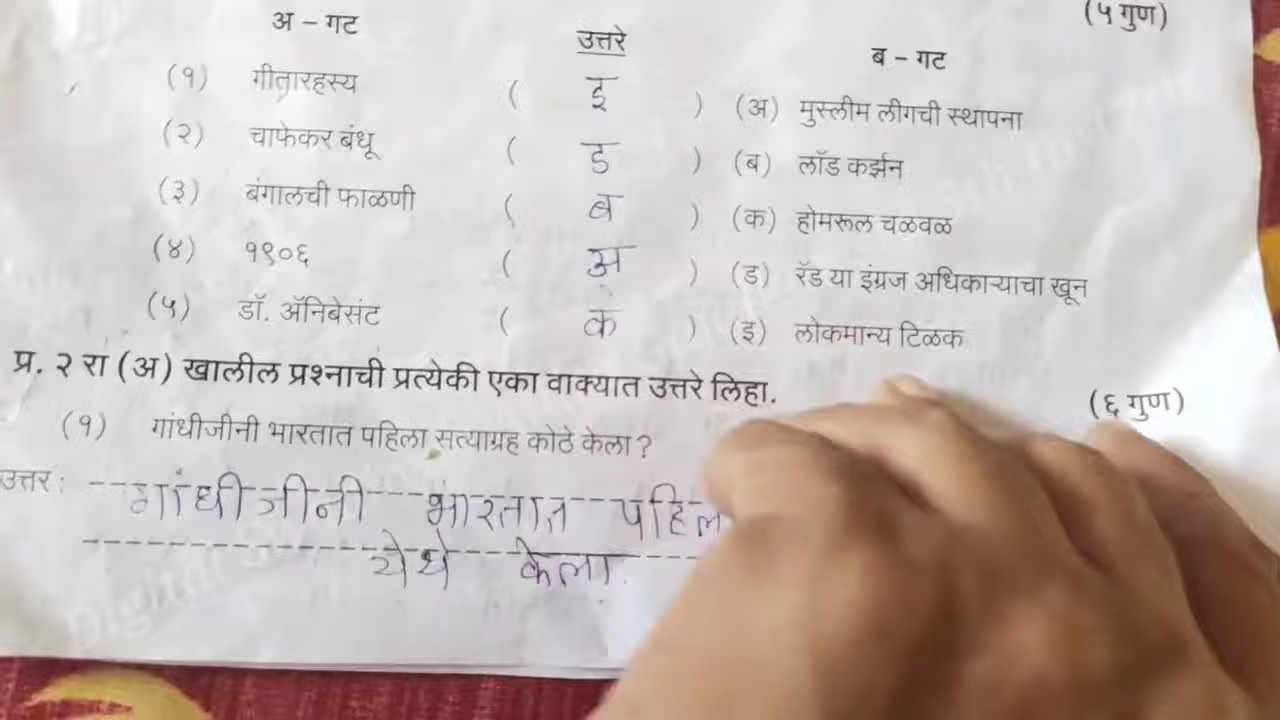 (५ गुण)
अ – गट उत्तरे ब – गट
(१) गीतारहस्य ( इ ) (अ) मुस्लीम लीगची स्थापना
(२) चाफेकर बंधू ( ड ) (ब) लॉड कर्झन
(३) बंगालची फाळणी ( ब ) (क) होमरूल चळवळ
(४) १९०६ ( अ ) (ड) रॅड या इंग्रज अधिकाऱ्याचा खून
(५) डॉ. ॲनिबेसंट ( क ) (इ) लोकमान्य टिळक
प्र. २ रा (अ) खालील प्रश्नाची प्रत्येकी एका वाक्यात उत्तरे लिहा. (६ गुण)
(१) गांधीजीनी भारतात पहिला सत्याग्रह कोठे केला?
उत्तर : गांधीजीनी भारतात पहिल
येथे केला.